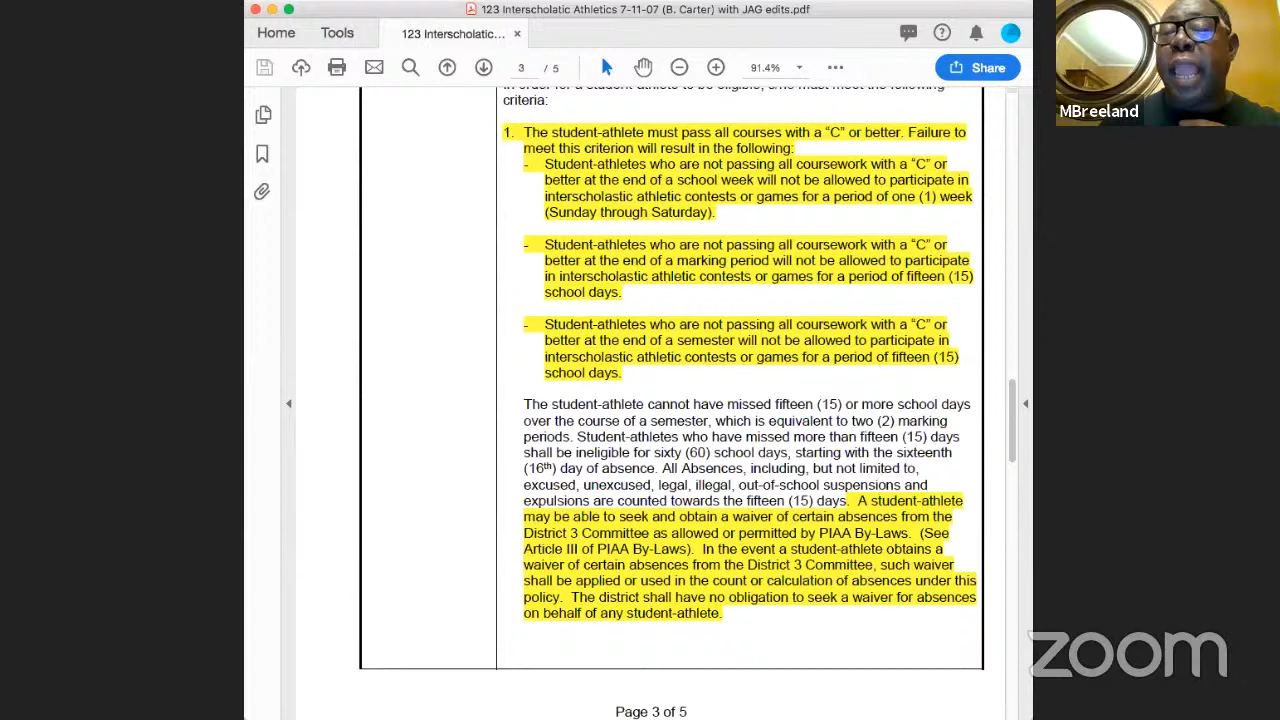 123 Interscholatic Athletics 7-11-07 (B. Carter) with JAG edits.pdf
Home
Tools
123 Interscholatic...
×
3 / 5
91.4%
Share
MBreeland
in order for a student-athlete to be eligible, s/he must meet the following
criteria:
1. The student-athlete must pass all courses with a “C” or better. Failure to
meet this criterion will result in the following:
- Student-athletes who are not passing all coursework with a “C” or
better at the end of a school week will not be allowed to participate in
interscholastic athletic contests or games for a period of one (1) week
(Sunday through Saturday).
- Student-athletes who are not passing all coursework with a “C” or
better at the end of a marking period will not be allowed to participate
in interscholastic athletic contests or games for a period of fifteen (15)
school days.
- Student-athletes who are not passing all coursework with a “C” or
better at the end of a semester will not be allowed to participate in
interscholastic athletic contests or games for a period of fifteen (15)
school days.
The student-athlete cannot have missed fifteen (15) or more school days
over the course of a semester, which is equivalent to two (2) marking
periods. Student-athletes who have missed more than fifteen (15) days
shall be ineligible for sixty (60) school days, starting with the sixteenth
(16th) day of absence. All Absences, including, but not limited to,
excused, unexcused, legal, illegal, out-of-school suspensions and
expulsions are counted towards the fifteen (15) days. A student-athlete
may be able to seek and obtain a waiver of certain absences from the
District 3 Committee as allowed or permitted by PIAA By-Laws. (See
Article III of PIAA By-Laws). In the event a student-athlete obtains a
waiver of certain absences from the District 3 Committee, such waiver
shall be applied or used in the count or calculation of absences under this
policy. The district shall have no obligation to seek a waiver for absences
on behalf of any student-athlete.
zoom
Page 3 of 5